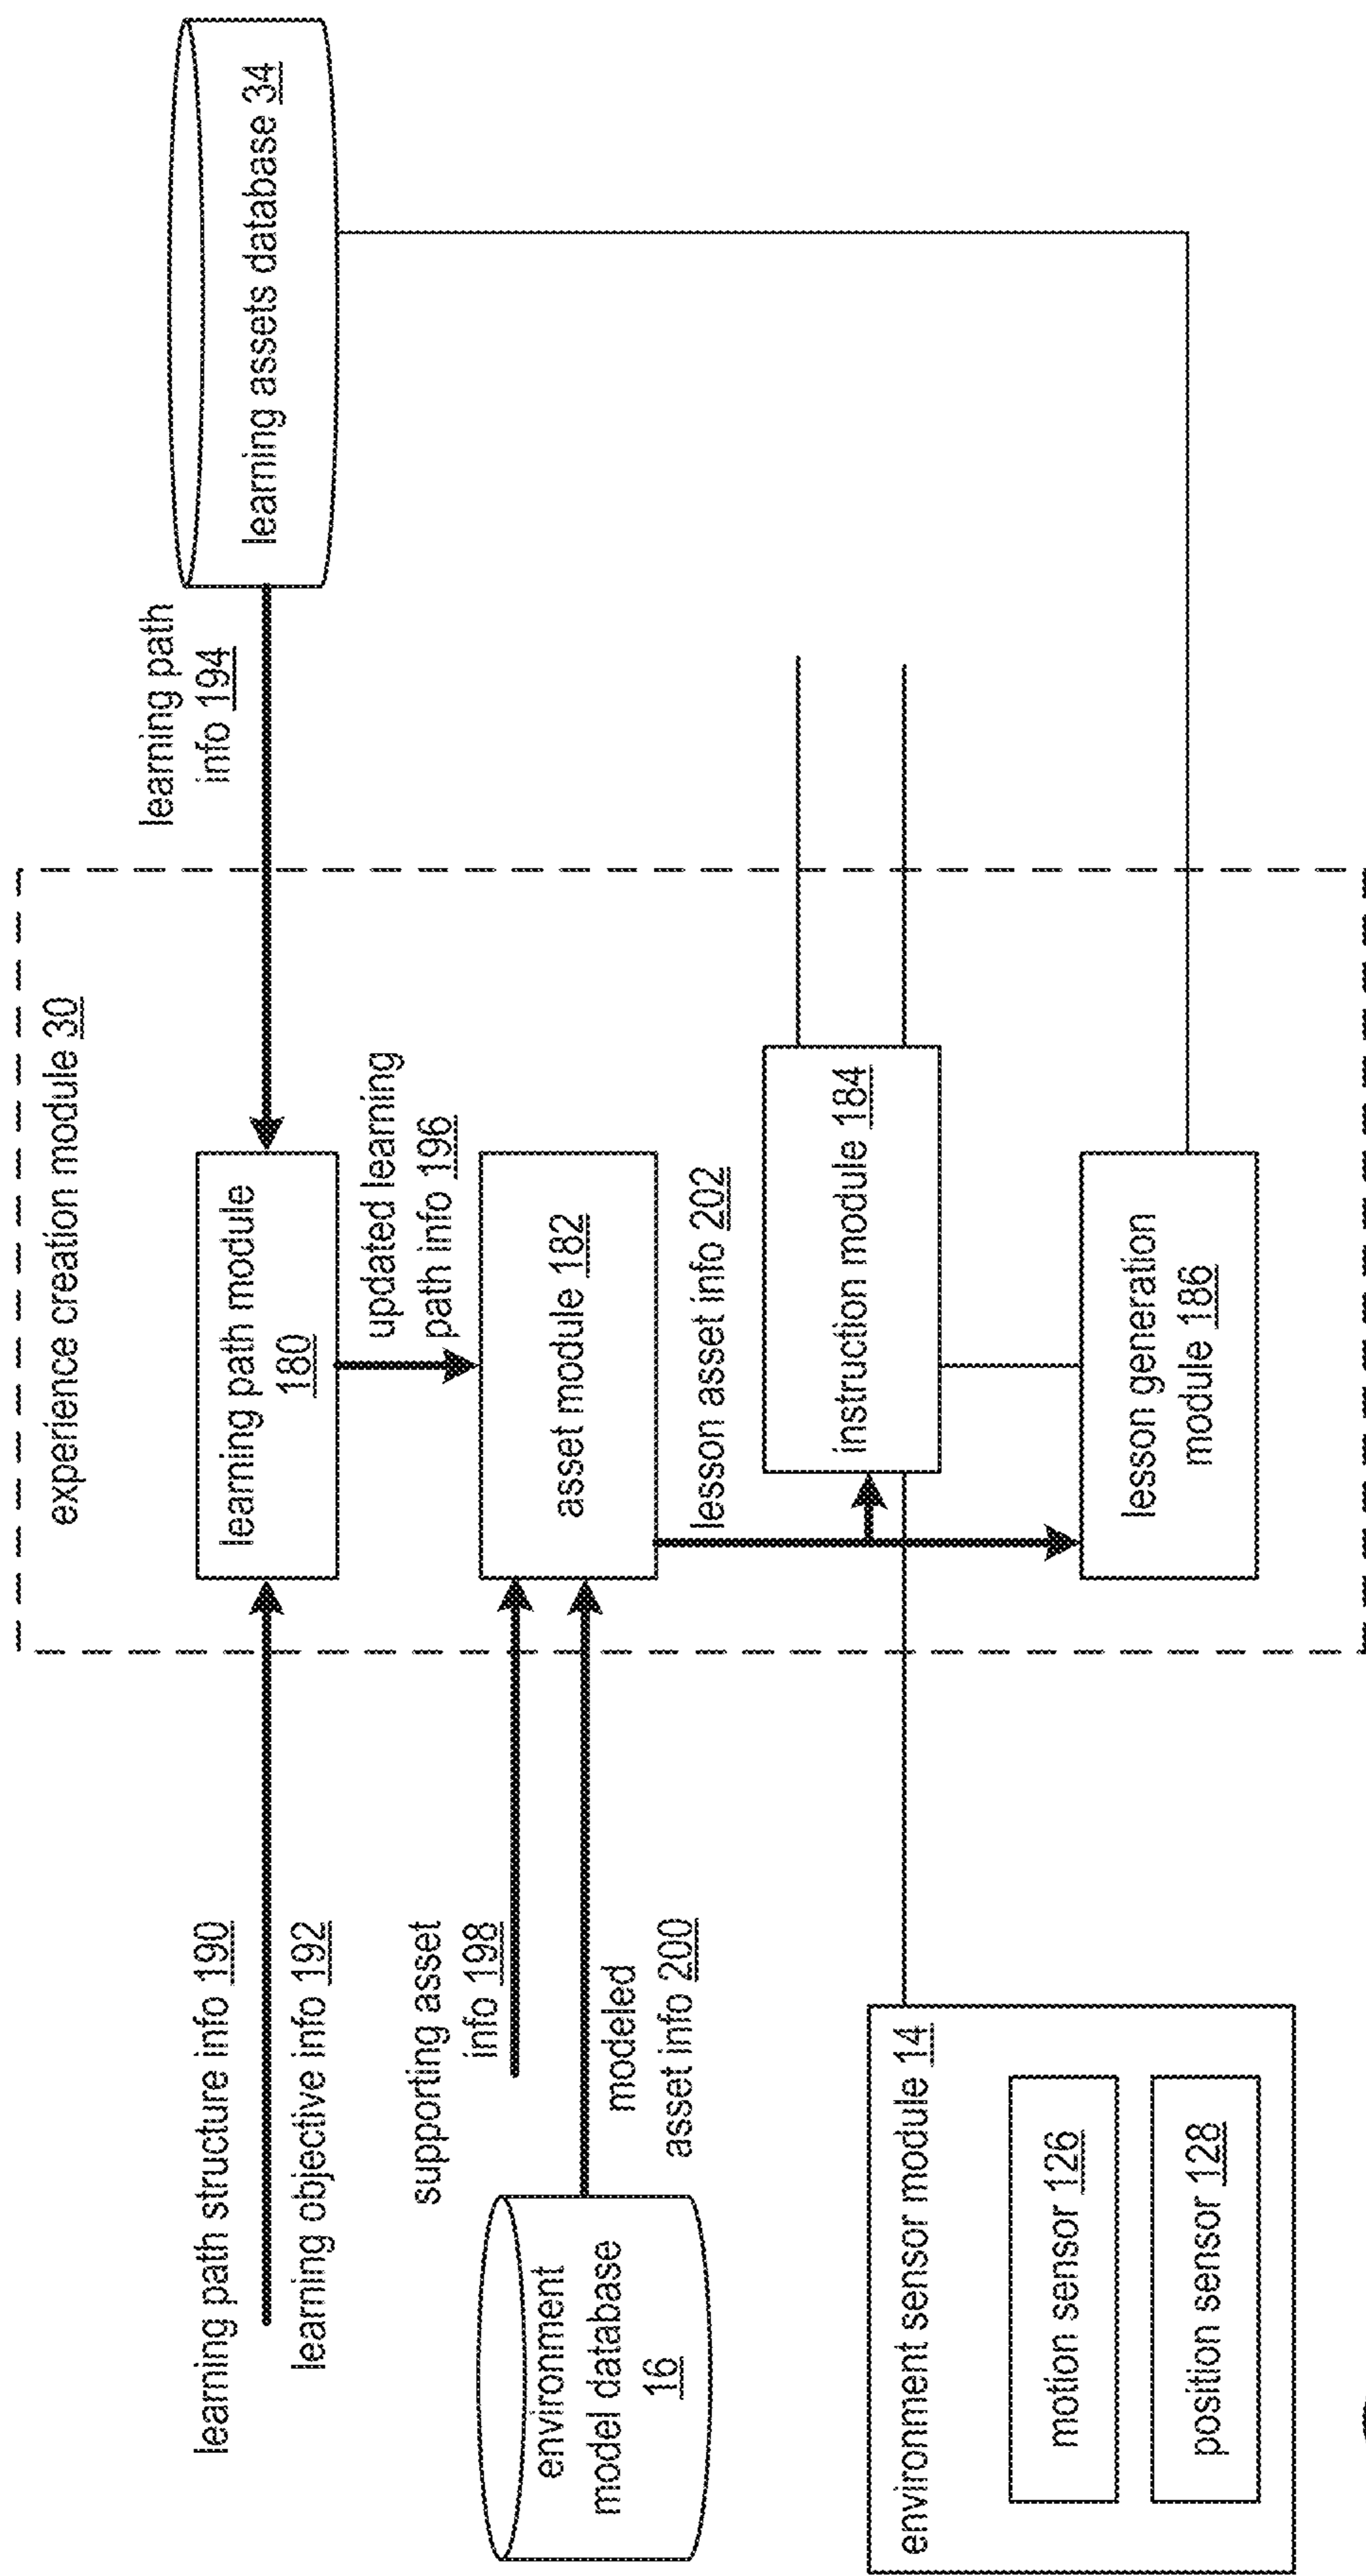 experience creation module 30
learning path structure info 190
learning objective info 192
learning path module
180
learning path
info 194
learning assets database 34
updated learning
path info 196
supporting asset
info 198
asset module 182
environment
model database
16
modeled
asset info 200
lesson asset info 202
instruction module 184
environment sensor module 14
motion sensor 126
position sensor 128
lesson generation
module 186